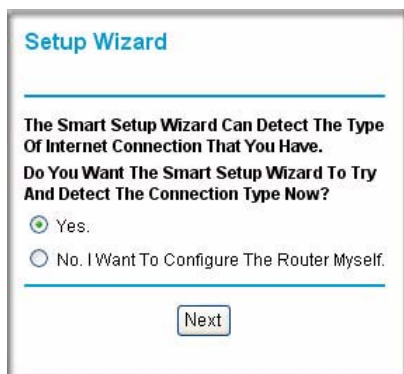 Setup Wizard
The Smart Setup Wizard Can Detect The Type
Of Internet Connection That You Have.
Do You Want The Smart Setup Wizard To Try
And Detect The Connection Type Now?
Yes.
No. I Want To Configure The Router Myself.
Next